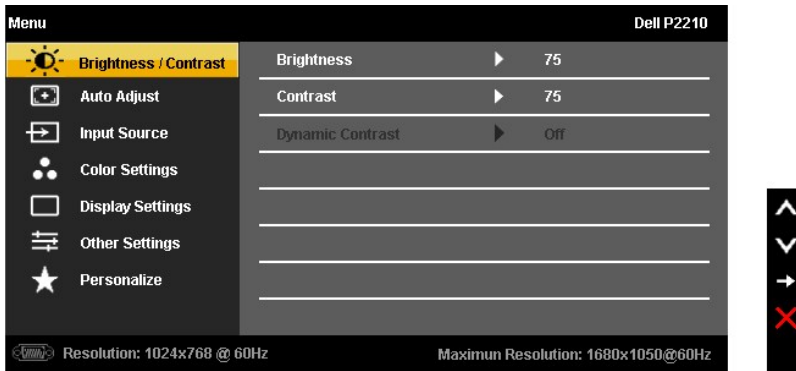 Menu Dell P2210
Brightness / Contrast Brightness 75
Auto Adjust Contrast 75
Input Source Dynamic Contrast Off
Color Settings
Display Settings
Other Settings
Personalize
Resolution: 1024x768 @ 60Hz Maximun Resolution: 1680x1050@60Hz